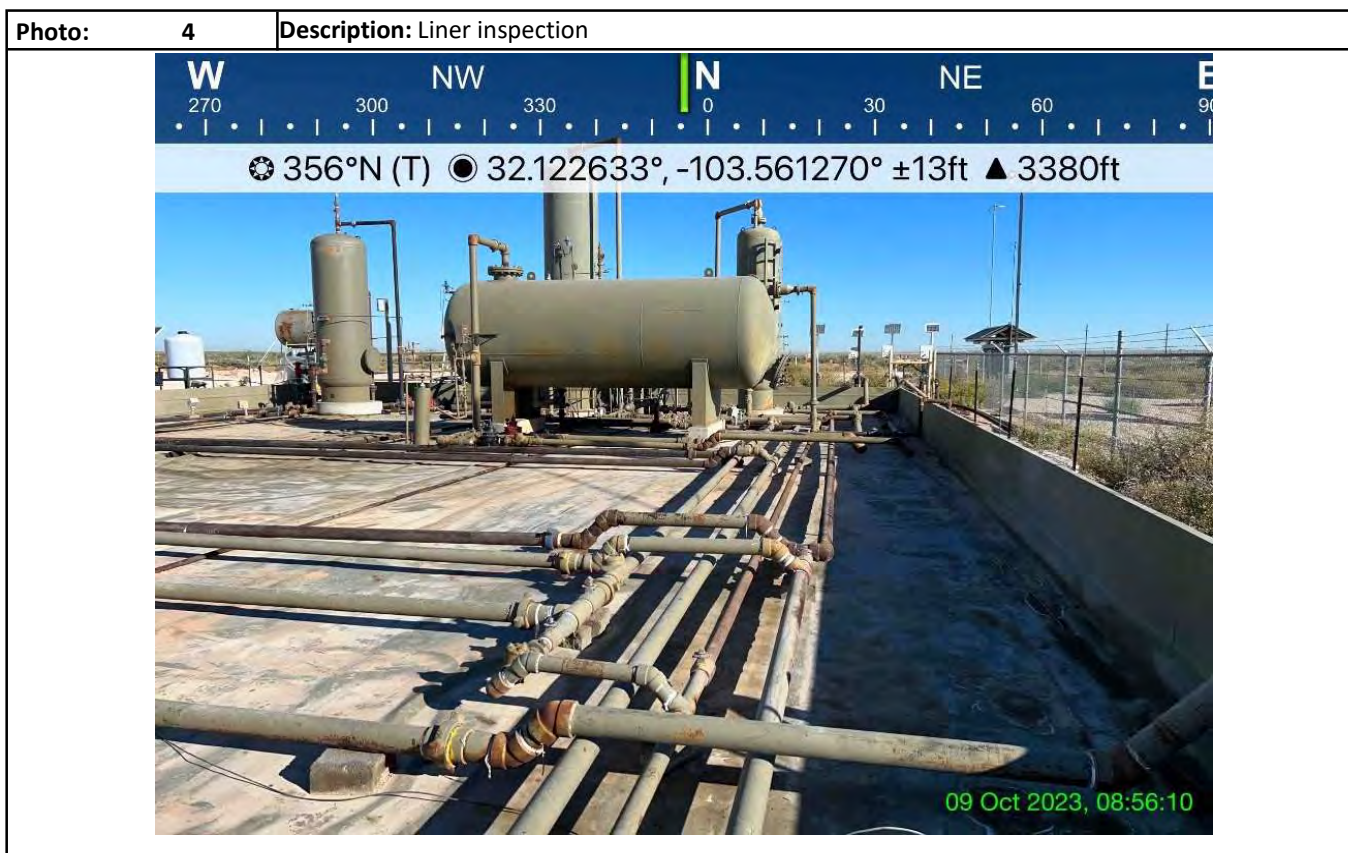 Photo: 4 Description: Liner inspection
W NW N NE E
270 300 330 0 30 60 90
356°N (T) 32.122633°, -103.561270° ±13ft ▲ 3380ft
09 Oct 2023, 08:56:10